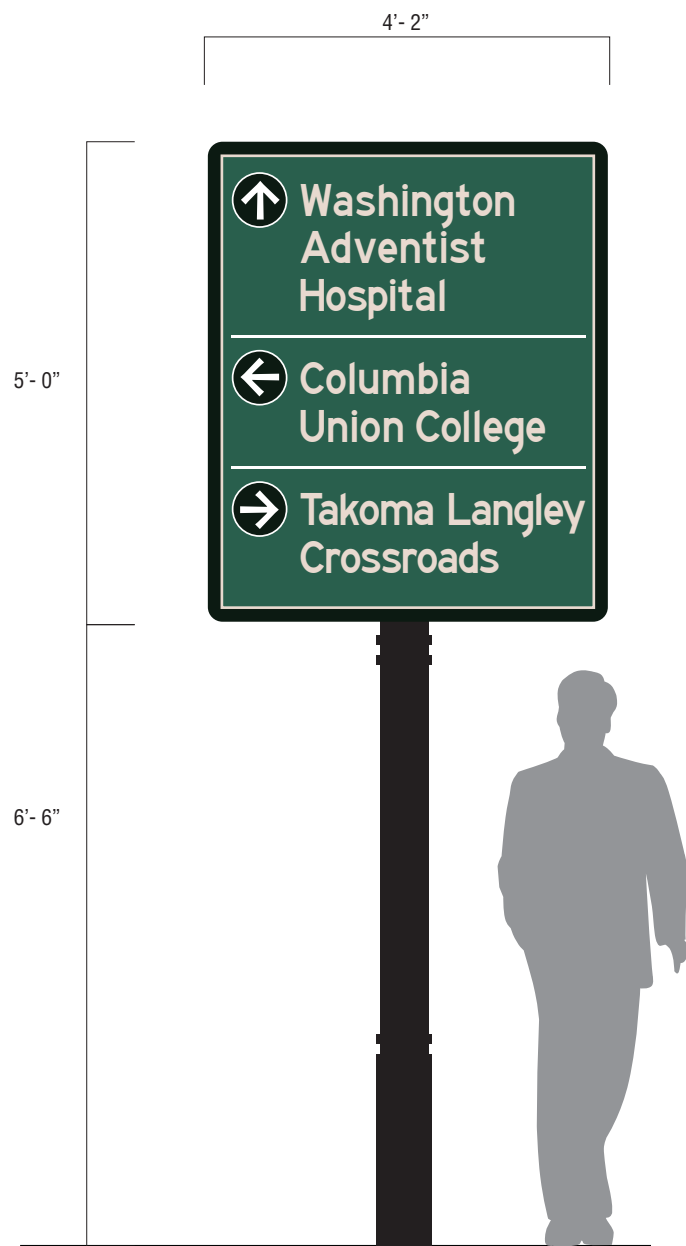 4’- 2”
5’- 0”
Washington
Adventist
Hospital
Columbia
Union College
Takoma Langley
Crossroads
6’- 6”